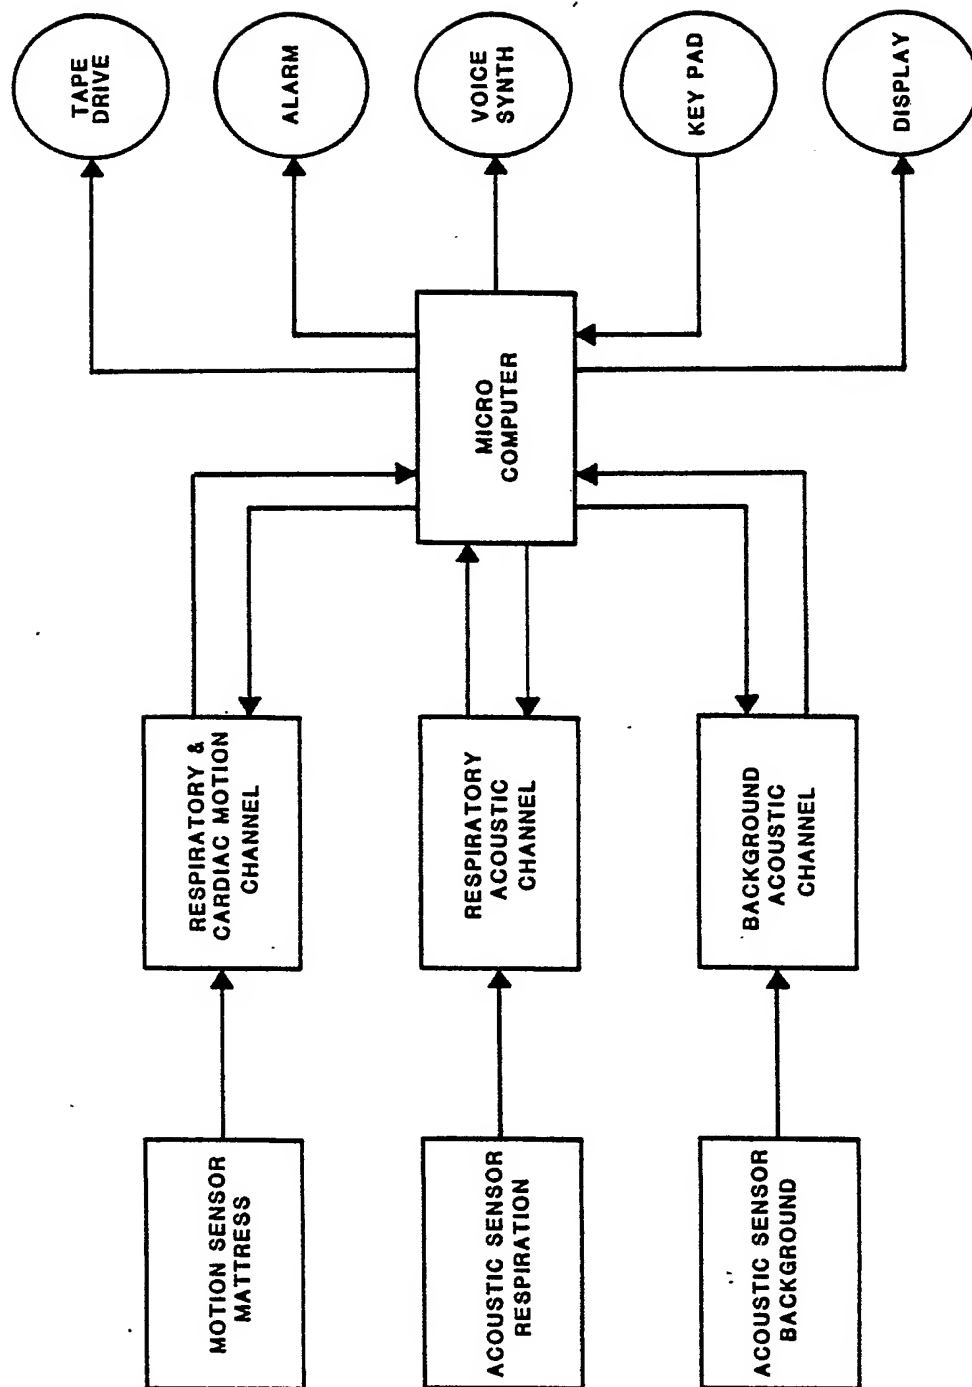 TAPE
DRIVE
ALARM
VOICE
SYNTH
KEY PAD
DISPLAY
MICRO
COMPUTER
RESPIRATORY &
CARDIAC MOTION
CHANNEL
RESPIRATORY
ACOUSTIC
CHANNEL
BACKGROUND
ACOUSTIC
CHANNEL
MOTION SENSOR
MATTRESS
ACOUSTIC SENSOR
RESPIRATION
ACOUSTIC SENSOR
BACKGROUND